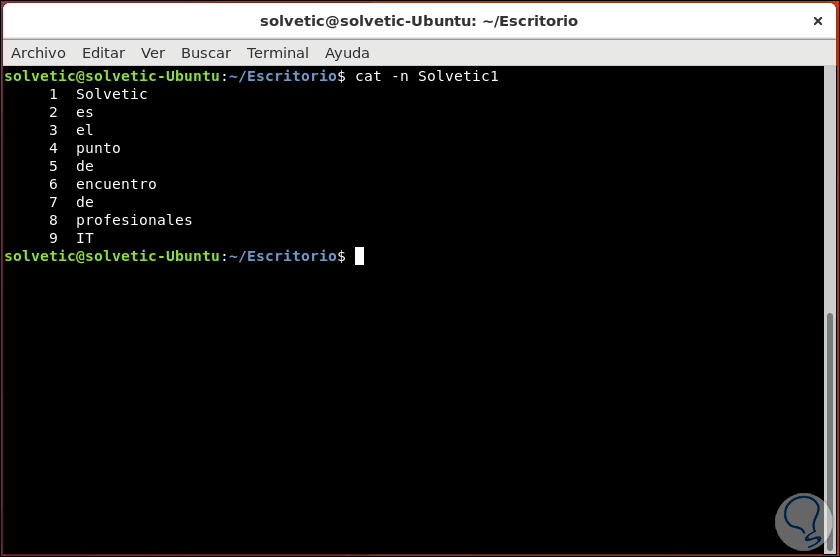 solvetic@solvetic-Ubuntu: ~/Escritorio ×
Archivo Editar Ver Buscar Terminal Ayuda
solvetic@solvetic-Ubuntu:~/Escritorio$ cat -n Solvetic1
1 Solvetic
2 es
3 el
4 punto
5 de
6 encuentro
7 de
8 profesionales
9 IT
solvetic@solvetic-Ubuntu:~/Escritorio$